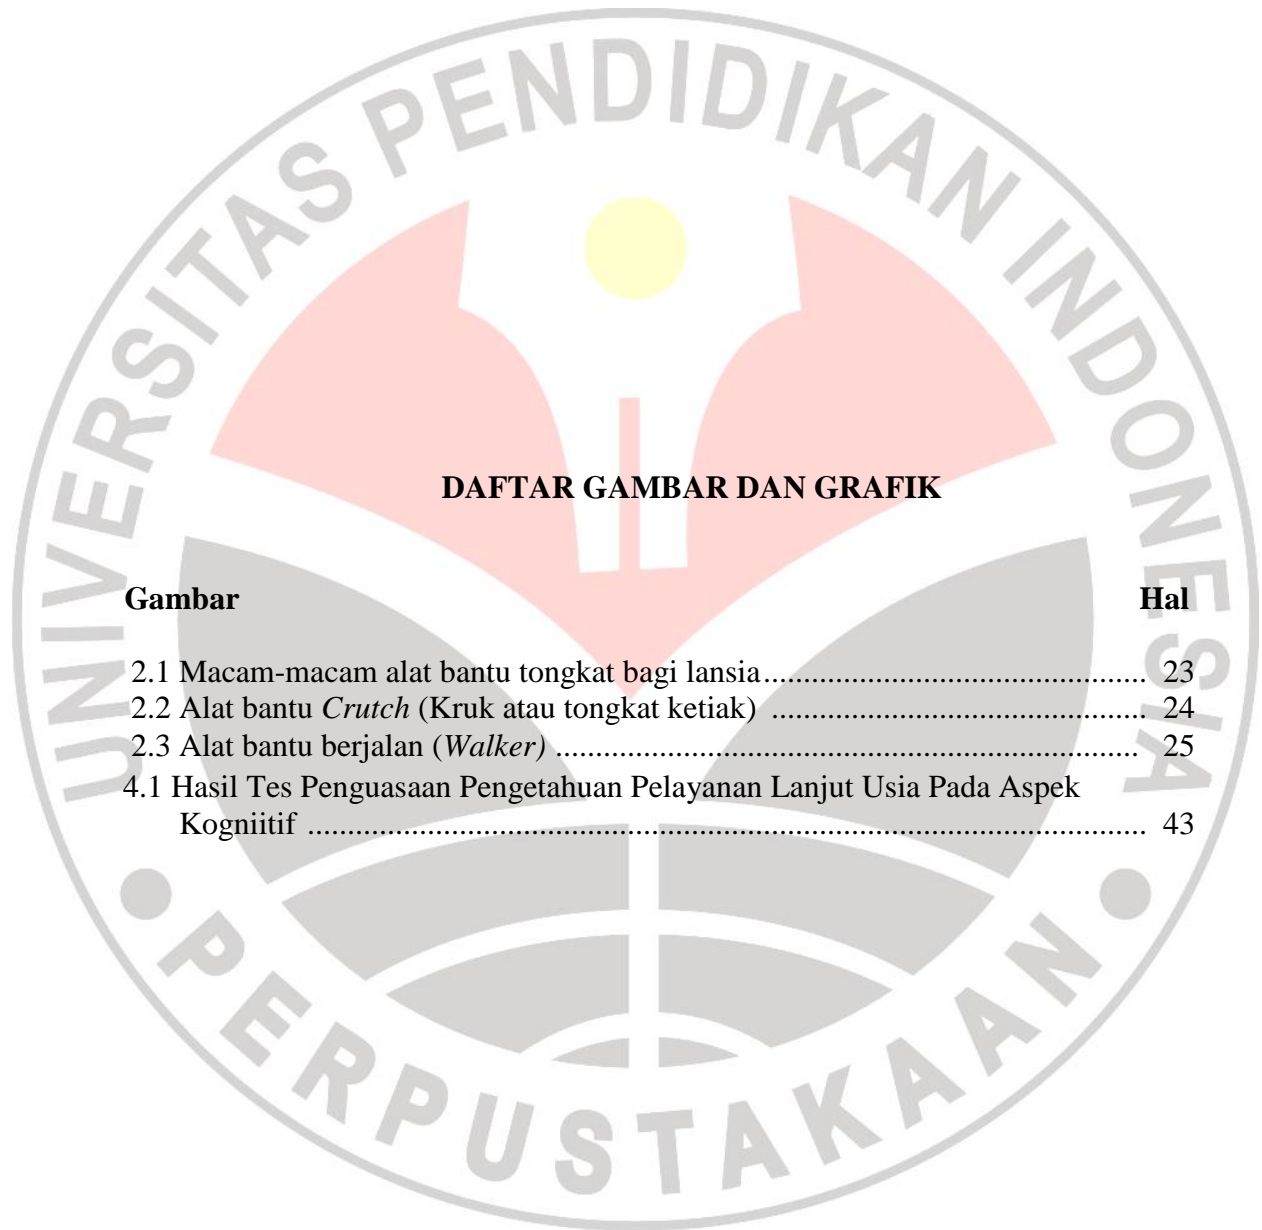 UNIVERSITAS PENDIDIKAN INDONESIA
DAFTAR GAMBAR DAN GRAFIK
Gambar Hal
2.1 Macam-macam alat bantu tongkat bagi lansia................................................ 23
2.2 Alat bantu Crutch (Kruk atau tongkat ketiak) ............................................... 24
2.3 Alat bantu berjalan (Walker) ......................................................................... 25
4.1 Hasil Tes Penguasaan Pengetahuan Pelayanan Lanjut Usia Pada Aspek
Kogniitif ......................................................................................................... 43
PERPUSTAKAAN